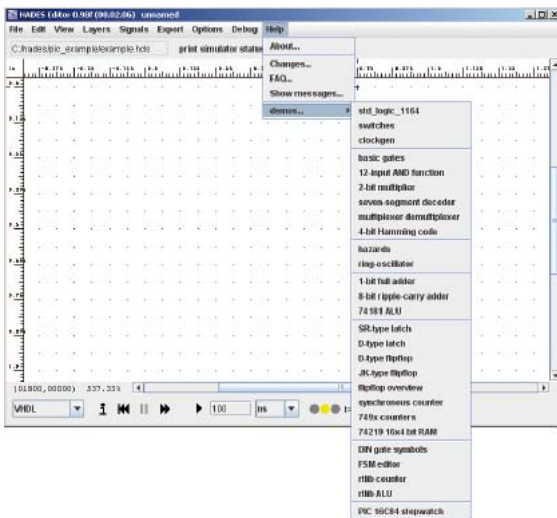 HADES Editor 0.98f (08.02.06) unnamed
File Edit View Layers Signals Export Options Debug Help
C:/hades/pic_example/example.hds print simulator status
About...
Changes...
FAQ...
Show messages...
demos...
std_logic_1164
switches
clockgen
basic gates
12-input AND function
2-bit multiplier
seven-segment decoder
multiplexer demultiplexer
4-bit Hamming code
hazards
ring-oscillator
1-bit full adder
8-bit ripple-carry adder
74181 ALU
SR-type latch
D-type latch
D-type flipflop
JK-type flipflop
flipflop overview
synchronous counter
749x counters
74219 16x4 bit RAM
DIN gate symbols
FSM editor
rtlib counter
rtlib ALU
PIC 16C84 stopwatch
(01800,00000) 337.33%
VHDL 100 ns